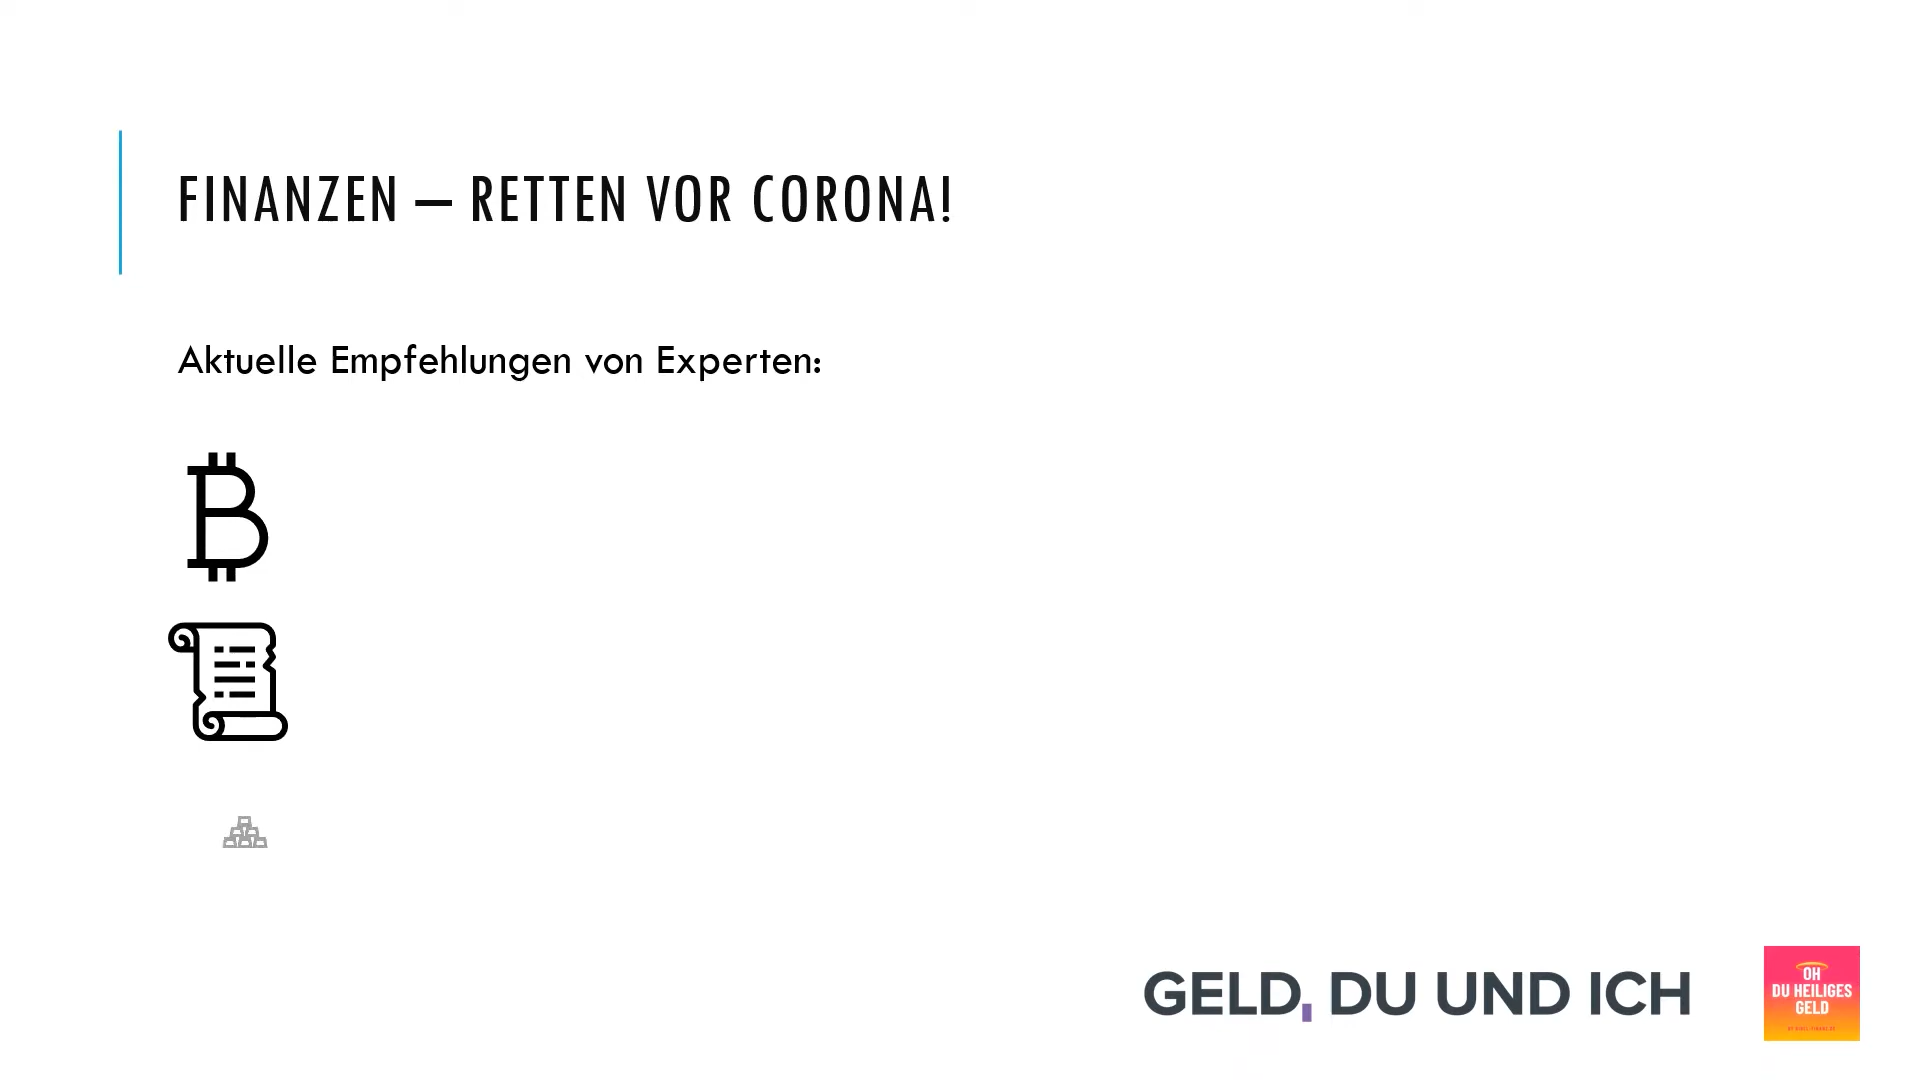 FINANZEN – RETTEN VOR CORONA!
Aktuelle Empfehlungen von Experten:
GELD, DU UND ICH
OH
DU HEILIGES
GELD